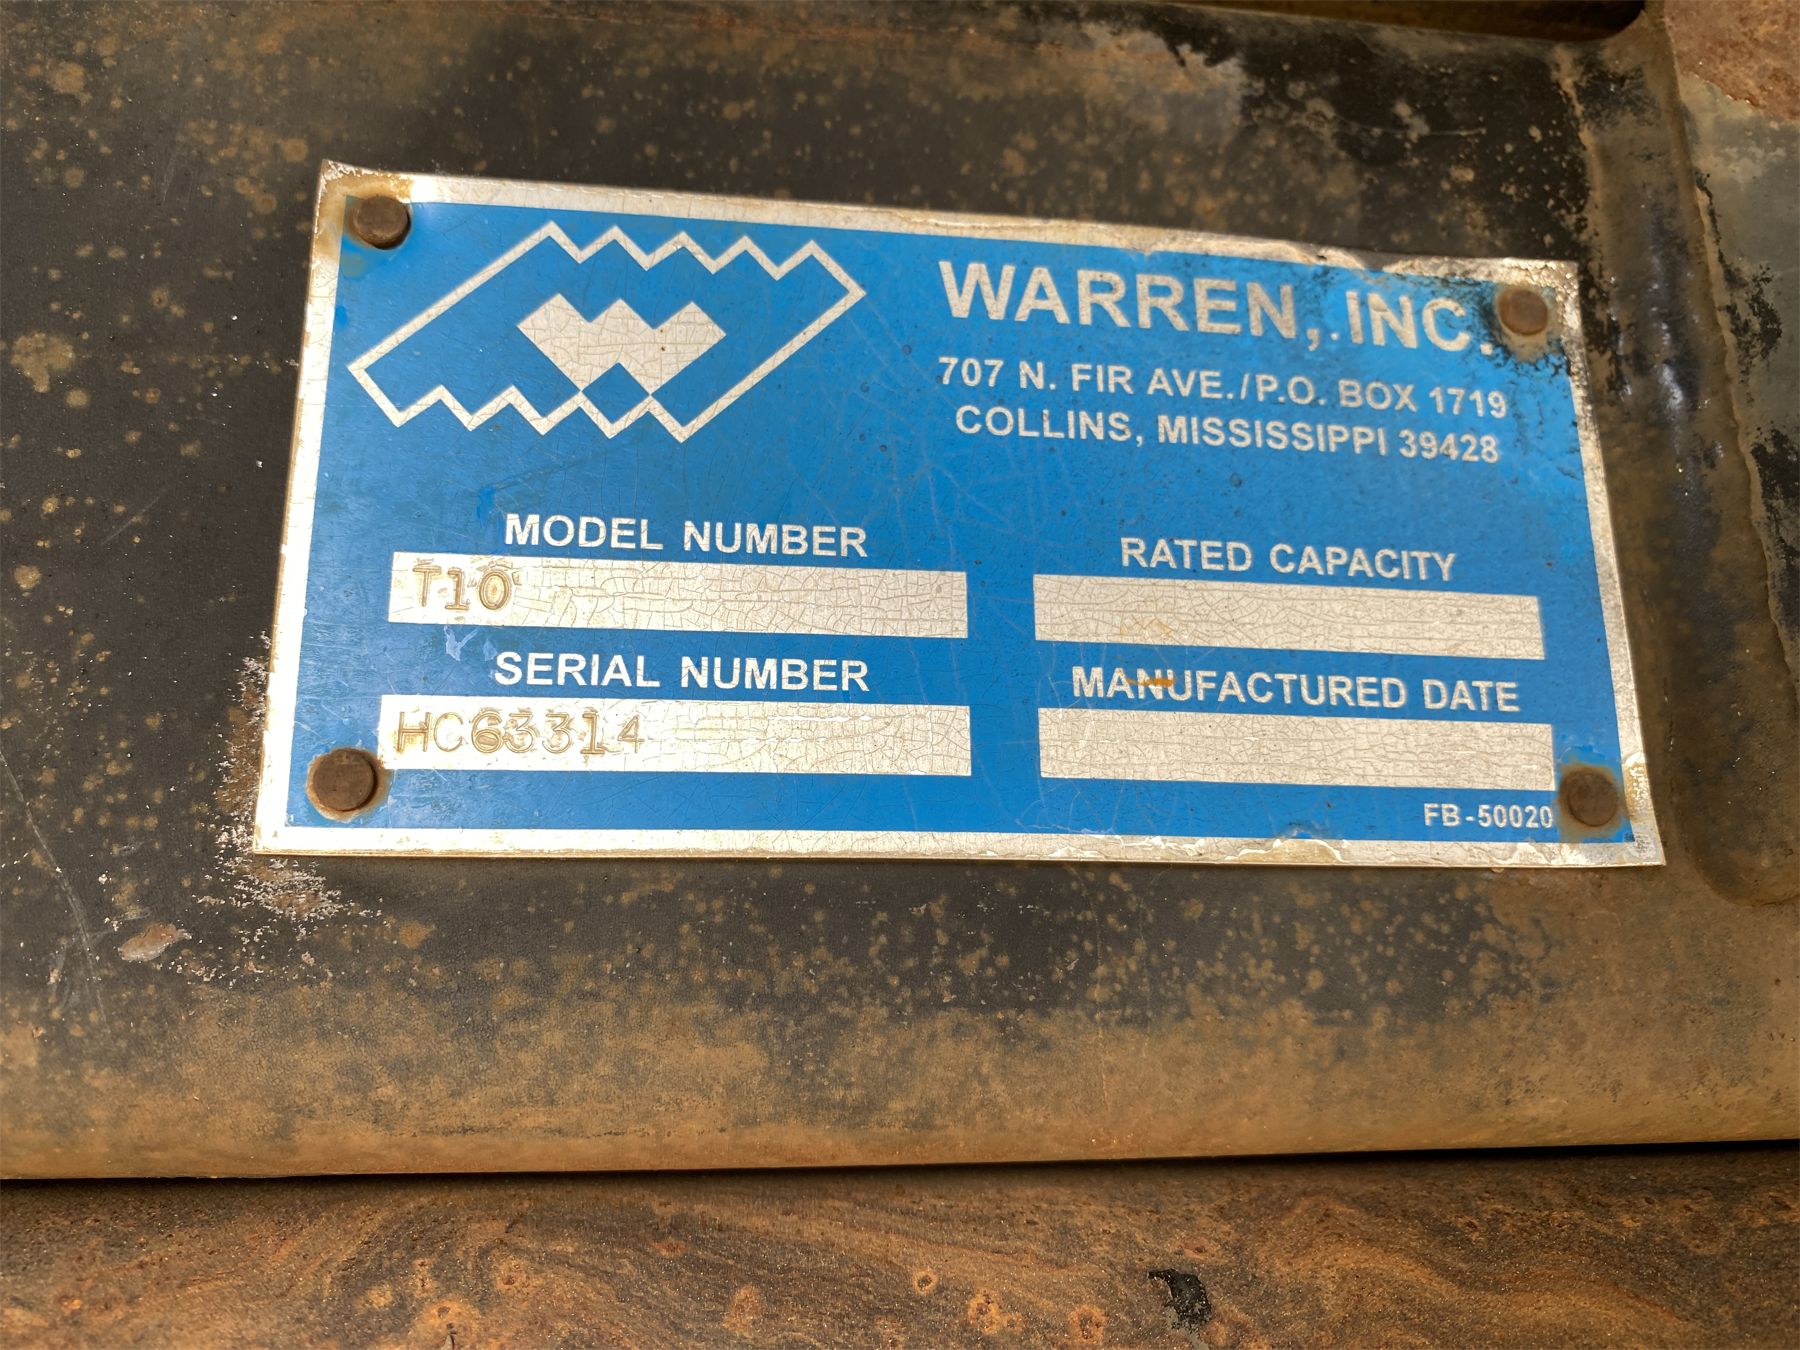 WARREN, INC.
707 N. FIR AVE./P.O. BOX 1719
COLLINS, MISSISSIPPI 39428
MODEL NUMBER
T10
RATED CAPACITY
SERIAL NUMBER
HC63314
MANUFACTURED DATE
FB-50020